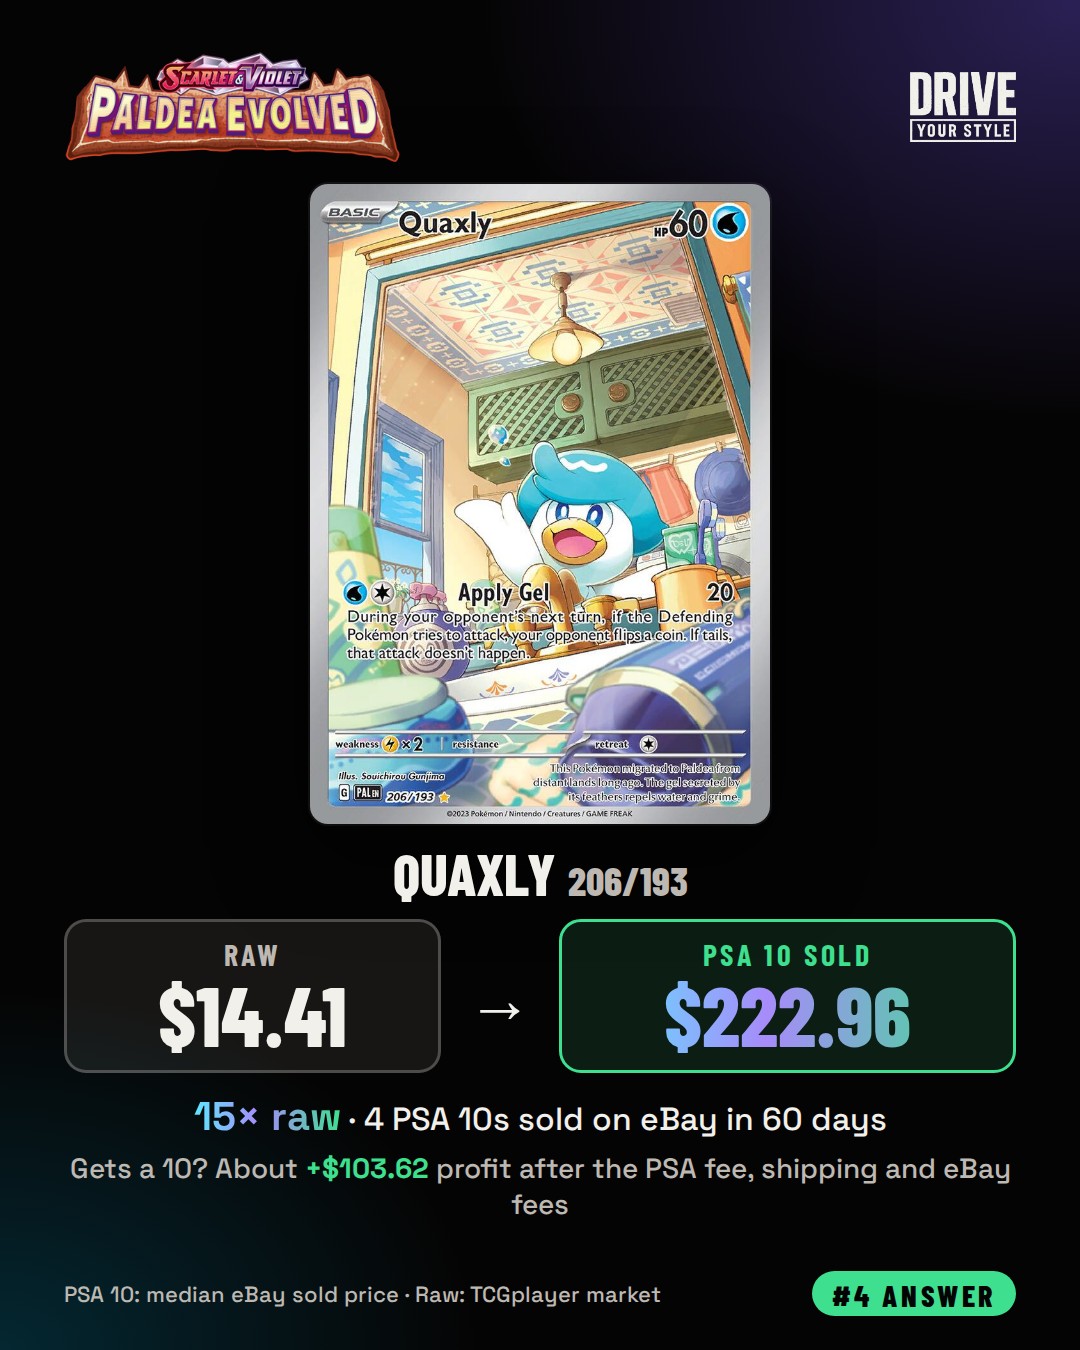 SCARLET & VIOLET
PALDEA EVOLVED
DRIVE
YOUR STYLE
BASIC Quaxly HP 60
Apply Gel 20
During your opponent's next turn, if the Defending
Pokémon tries to attack, your opponent flips a coin. If tails,
that attack doesn't happen.
weakness ×2 resistance retreat
Illus. Souichirou Gunjima
G PAL EN 206/193
This Pokémon migrated to Paldea from
distant lands long ago. The gel secreted by
its feathers repels water and grime.
©2023 Pokémon / Nintendo / Creatures / GAME FREAK
QUAXLY 206/193
RAW
$14.41
→
PSA 10 SOLD
$222.96
15× raw · 4 PSA 10s sold on eBay in 60 days
Gets a 10? About +$103.62 profit after the PSA fee, shipping and eBay
fees
PSA 10: median eBay sold price · Raw: TCGplayer market
#4 ANSWER